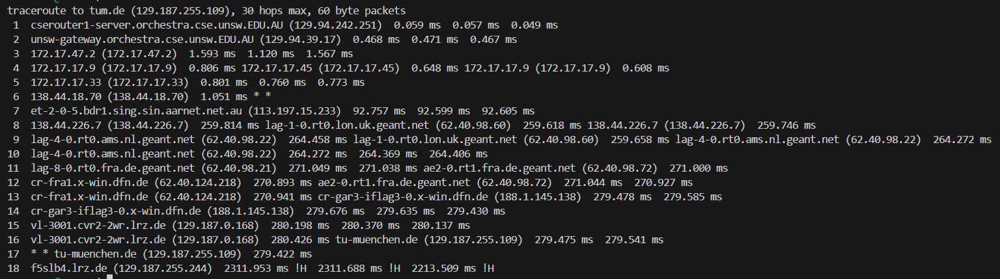 traceroute to tum.de (129.187.255.109), 30 hops max, 60 byte packets
 1  cserouter1-server.orchestra.cse.unsw.EDU.AU (129.94.242.251)  0.059 ms  0.057 ms  0.049 ms
 2  unsw-gateway.orchestra.cse.unsw.EDU.AU (129.94.39.17)  0.468 ms  0.471 ms  0.467 ms
 3  172.17.47.2 (172.17.47.2)  1.593 ms  1.120 ms  1.567 ms
 4  172.17.17.9 (172.17.17.9)  0.806 ms 172.17.17.45 (172.17.17.45)  0.648 ms 172.17.17.9 (172.17.17.9)  0.608 ms
 5  172.17.17.33 (172.17.17.33)  0.801 ms  0.760 ms  0.773 ms
 6  138.44.18.70 (138.44.18.70)  1.051 ms * *
 7  et-2-0-5.bdr1.sing.sin.aarnet.net.au (113.197.15.233)  92.757 ms  92.599 ms  92.605 ms
 8  138.44.226.7 (138.44.226.7)  259.814 ms lag-1-0.rt0.lon.uk.geant.net (62.40.98.60)  259.618 ms 138.44.226.7 (138.44.226.7)  259.746 ms
 9  lag-4-0.rt0.ams.nl.geant.net (62.40.98.22)  264.458 ms lag-1-0.rt0.lon.uk.geant.net (62.40.98.60)  259.658 ms lag-4-0.rt0.ams.nl.geant.net (62.40.98.22)  264.272 ms
10  lag-4-0.rt0.ams.nl.geant.net (62.40.98.22)  264.272 ms  264.369 ms  264.406 ms
11  lag-8-0.rt0.fra.de.geant.net (62.40.98.21)  271.049 ms  271.038 ms ae2-0.rt1.fra.de.geant.net (62.40.98.72)  271.000 ms
12  cr-fra1.x-win.dfn.de (62.40.124.218)  270.893 ms ae2-0.rt1.fra.de.geant.net (62.40.98.72)  271.044 ms  270.927 ms
13  cr-fra1.x-win.dfn.de (62.40.124.218)  270.941 ms cr-gar3-iflag3-0.x-win.dfn.de (188.1.145.138)  279.478 ms  279.585 ms
14  cr-gar3-iflag3-0.x-win.dfn.de (188.1.145.138)  279.676 ms  279.635 ms  279.430 ms
15  vl-3001.cvr2-2wr.lrz.de (129.187.0.168)  280.198 ms  280.370 ms  280.137 ms
16  vl-3001.cvr2-2wr.lrz.de (129.187.0.168)  280.426 ms tu-muenchen.de (129.187.255.109)  279.475 ms  279.541 ms
17  * * tu-muenchen.de (129.187.255.109)  279.422 ms
18  f5slb4.lrz.de (129.187.255.244)  2311.953 ms !H  2311.688 ms !H  2213.509 ms !H